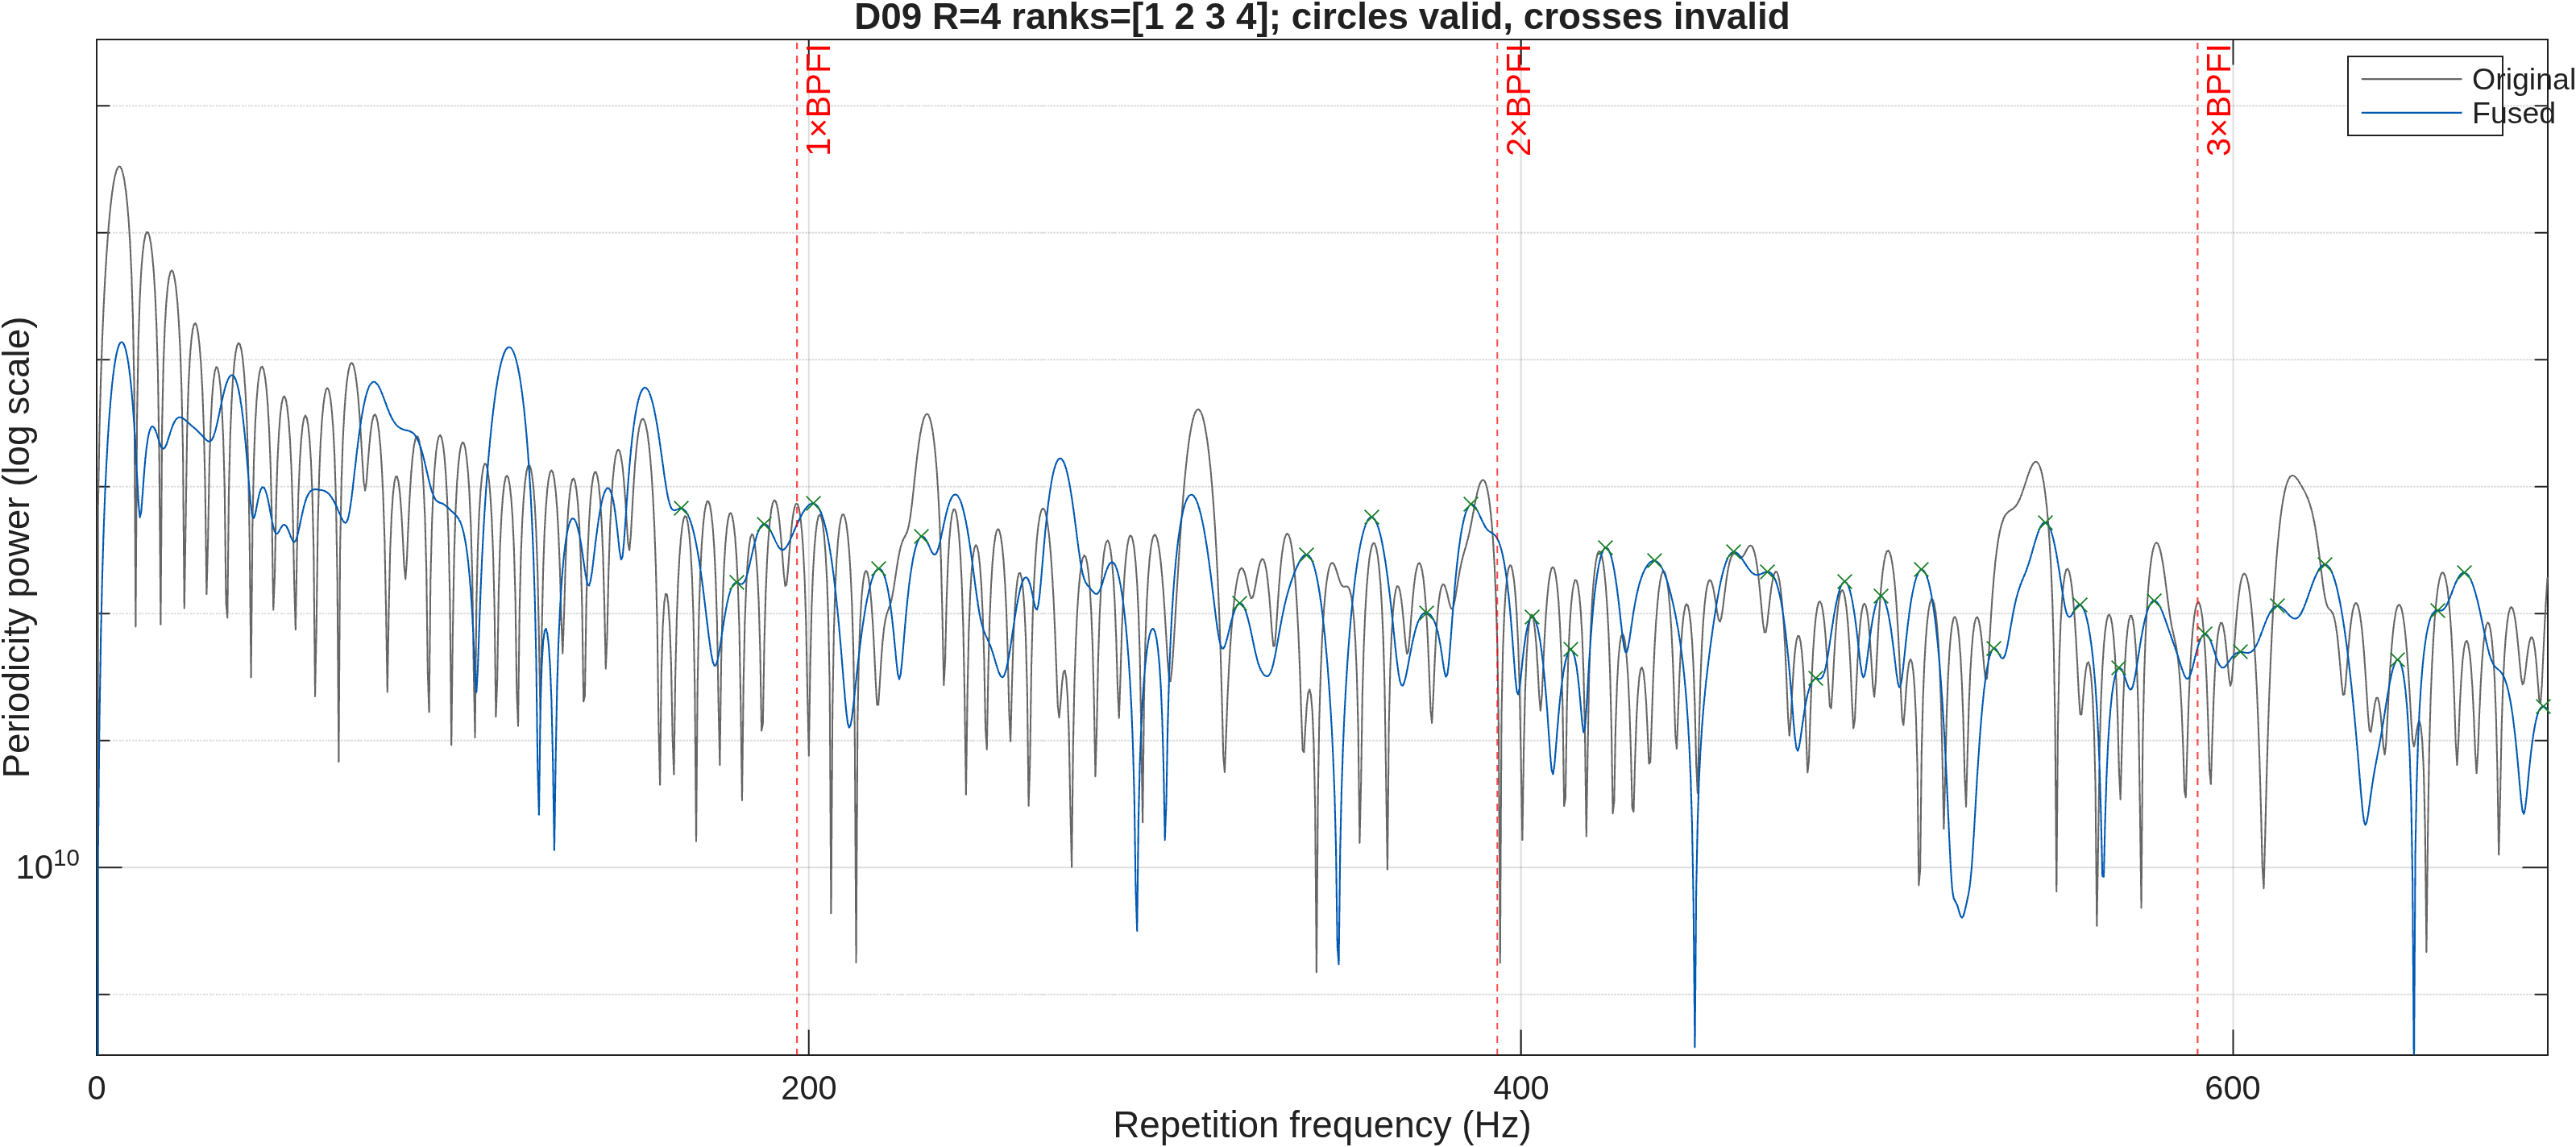 D09 R=4 ranks=[1 2 3 4]; circles valid, crosses invalid
1×BPFI
2×BPFI
3×BPFI
Original
Fused
Periodicity power (log scale)
10^10
0
200
400
600
Repetition frequency (Hz)